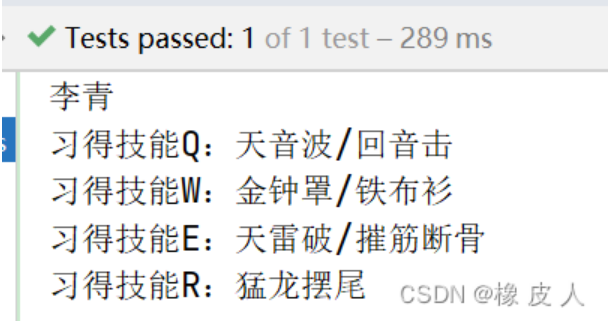 Tests passed: 1 of 1 test – 289 ms
李青
习得技能Q：天音波/回音击
习得技能W：金钟罩/铁布衫
习得技能E：天雷破/摧筋断骨
习得技能R：猛龙摆尾
CSDN @橡皮人